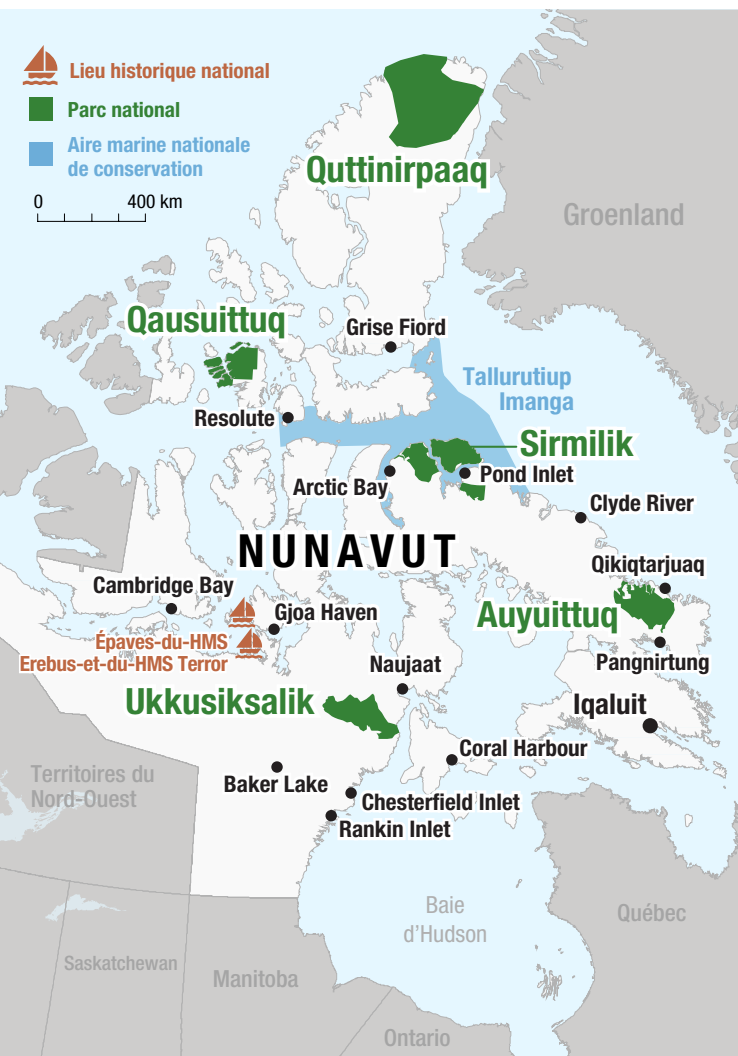 Lieu historique national
Parc national
Aire marine nationale
de conservation
0 400 km
Quttinirpaaq
Groenland
Qausuittuq
Grise Fiord
Tallurutiup
Imanga
Resolute
Sirmilik
Arctic Bay
Pond Inlet
Clyde River
NUNAVUT
Qikiqtarjuaq
Cambridge Bay
Gjoa Haven
Auyuittuq
Épaves-du-HMS
Erebus-et-du-HMS Terror
Naujaat
Pangnirtung
Ukkusiksalik
Iqaluit
Coral Harbour
Territoires du
Nord-Ouest
Baker Lake
Chesterfield Inlet
Rankin Inlet
Baie
d'Hudson
Québec
Saskatchewan
Manitoba
Ontario